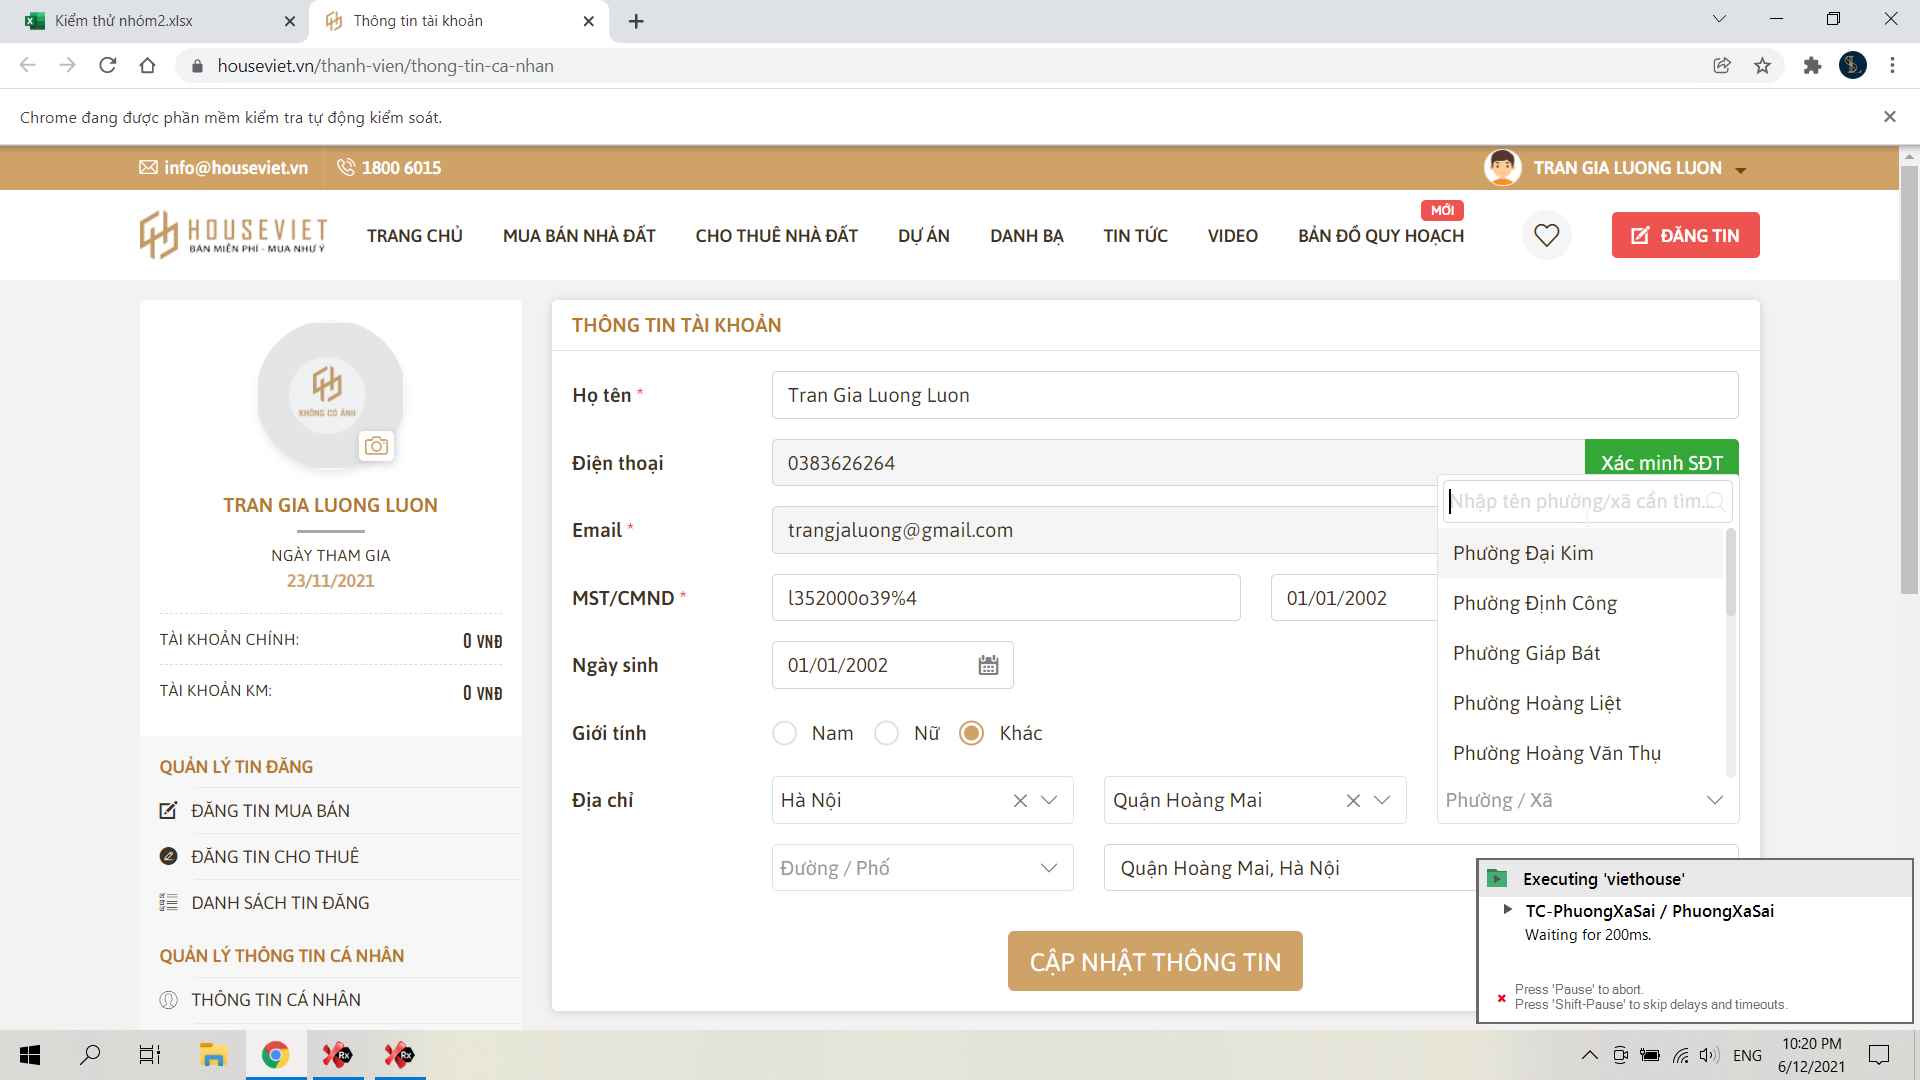 Kiểm thử nhóm2.xlsx
Thông tin tài khoản
houseviet.vn/thanh-vien/thong-tin-ca-nhan
Chrome đang được phần mềm kiểm tra tự động kiểm soát.
info@houseviet.vn
1800 6015
TRAN GIA LUONG LUON
HOUSEVIET
BÁN MIỄN PHÍ - MUA NHƯ Ý
TRANG CHỦ
MUA BÁN NHÀ ĐẤT
CHO THUÊ NHÀ ĐẤT
DỰ ÁN
DANH BẠ
TIN TỨC
VIDEO
MỚI
BẢN ĐỒ QUY HOẠCH
ĐĂNG TIN
KHÔNG CÓ ẢNH
TRAN GIA LUONG LUON
NGÀY THAM GIA
23/11/2021
TÀI KHOẢN CHÍNH: 0 VNĐ
TÀI KHOẢN KM: 0 VNĐ
QUẢN LÝ TIN ĐĂNG
ĐĂNG TIN MUA BÁN
ĐĂNG TIN CHO THUÊ
DANH SÁCH TIN ĐĂNG
QUẢN LÝ THÔNG TIN CÁ NHÂN
THÔNG TIN CÁ NHÂN
THÔNG TIN TÀI KHOẢN
Họ tên * Tran Gia Luong Luon
Điện thoại 0383626264 Xác minh SĐT
Email * trangjaluong@gmail.com
MST/CMND * l352000o39%4 01/01/2002
Ngày sinh 01/01/2002
Giới tính Nam Nữ Khác
Địa chỉ Hà Nội Quận Hoàng Mai Phường / Xã
Đường / Phố Quận Hoàng Mai, Hà Nội
Nhập tên phường/xã cần tìm...
Phường Đại Kim
Phường Định Công
Phường Giáp Bát
Phường Hoàng Liệt
Phường Hoàng Văn Thụ
CẬP NHẬT THÔNG TIN
Executing 'viethouse'
TC-PhuongXaSai / PhuongXaSai
Waiting for 200ms.
Press 'Pause' to abort.
Press 'Shift-Pause' to skip delays and timeouts.
Rx
Rx
ENG
10:20 PM
6/12/2021